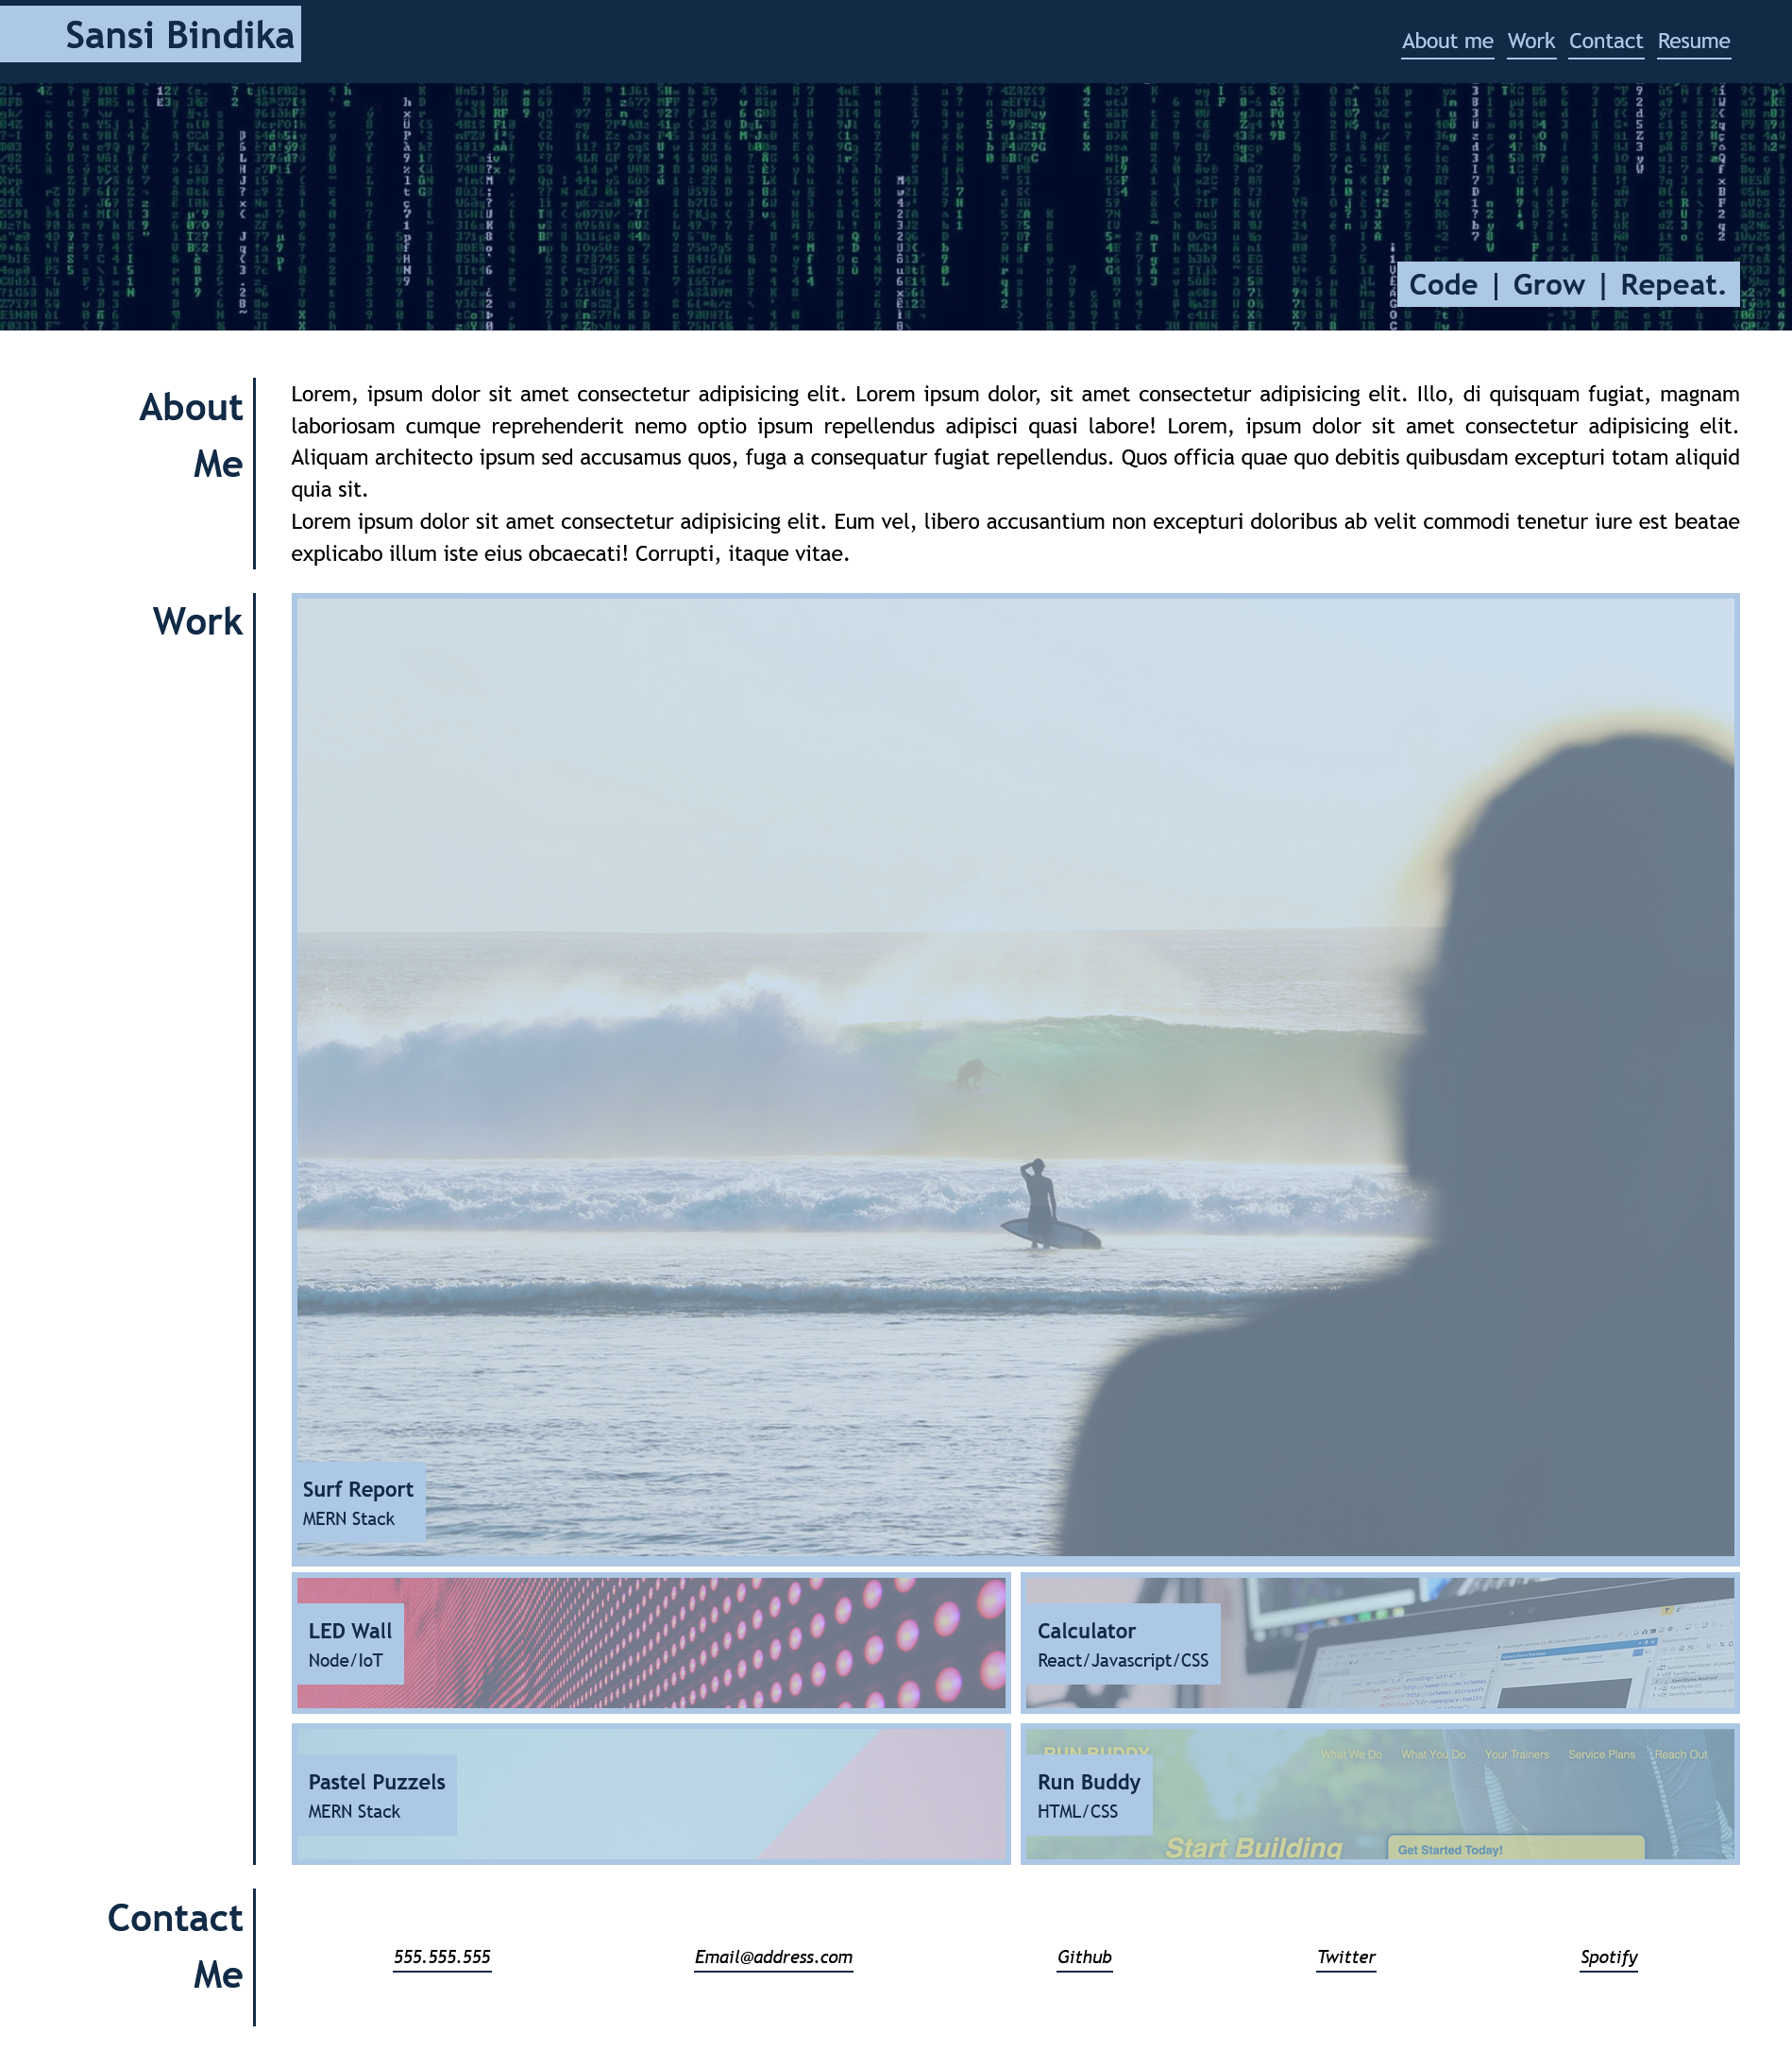 Sansi Bindika
About me Work Contact Resume
Code | Grow | Repeat.
About
Me
Lorem, ipsum dolor sit amet consectetur adipisicing elit. Lorem ipsum dolor, sit amet consectetur adipisicing elit. Illo, di quisquam fugiat, magnam
laboriosam cumque reprehenderit nemo optio ipsum repellendus adipisci quasi labore! Lorem, ipsum dolor sit amet consectetur adipisicing elit.
Aliquam architecto ipsum sed accusamus quos, fuga a consequatur fugiat repellendus. Quos officia quae quo debitis quibusdam excepturi totam aliquid
quia sit.
Lorem ipsum dolor sit amet consectetur adipisicing elit. Eum vel, libero accusantium non excepturi doloribus ab velit commodi tenetur iure est beatae
explicabo illum iste eius obcaecati! Corrupti, itaque vitae.
Work
Surf Report
MERN Stack
LED Wall
Node/IoT
Calculator
React/Javascript/CSS
Pastel Puzzels
MERN Stack
RUN BUDDY
What We Do What You Do Your Trainers Service Plans Reach Out
Run Buddy
HTML/CSS
Start Building
Get Started Today!
Contact
Me
555.555.555 Email@address.com Github Twitter Spotify